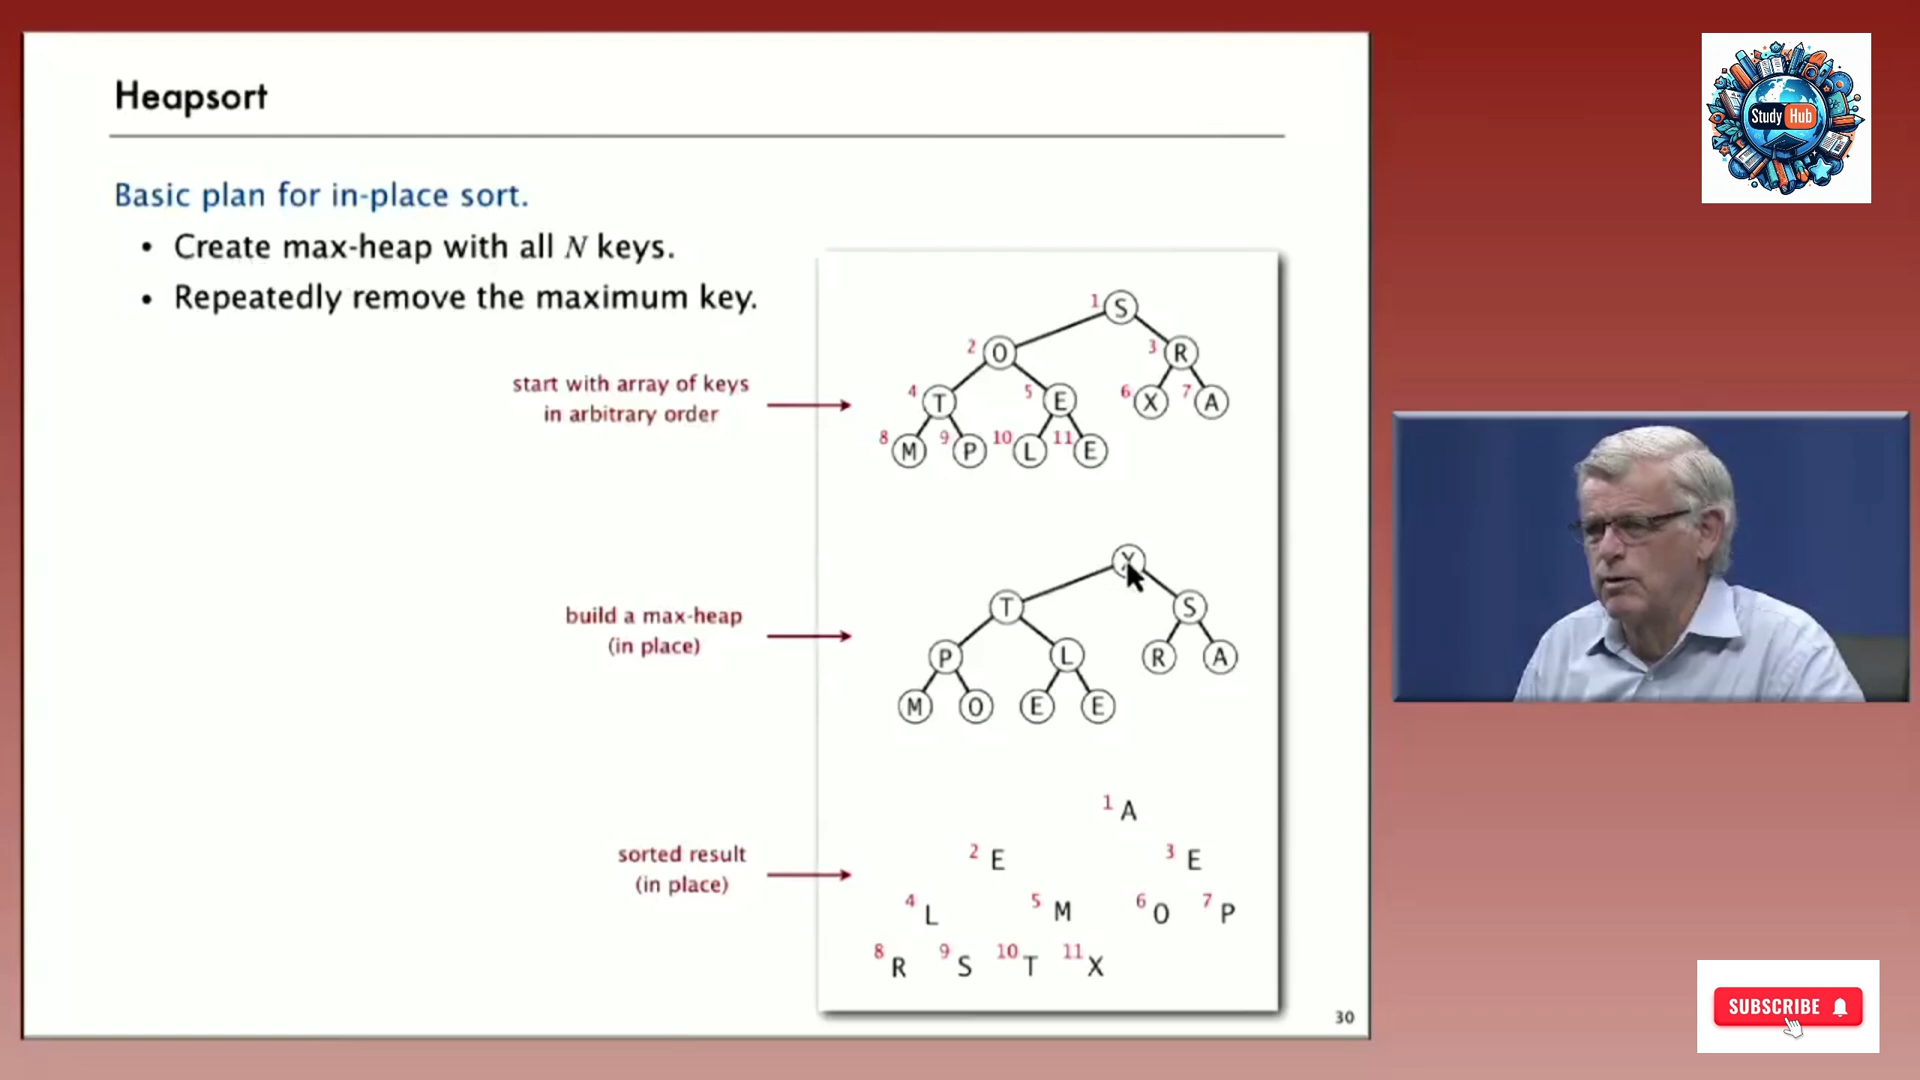 Heapsort
Basic plan for in-place sort.
• Create max-heap with all N keys.
• Repeatedly remove the maximum key.
start with array of keys
in arbitrary order
1 S
2 O 3 R
4 T 5 E 6 X 7 A
8 M 9 P 10 L 11 E
build a max-heap
(in place)
X
T S
P L R A
M O E E
sorted result
(in place)
1 A
2 E 3 E
4 L 5 M 6 O 7 P
8 R 9 S 10 T 11 X
30
Study Hub
SUBSCRIBE